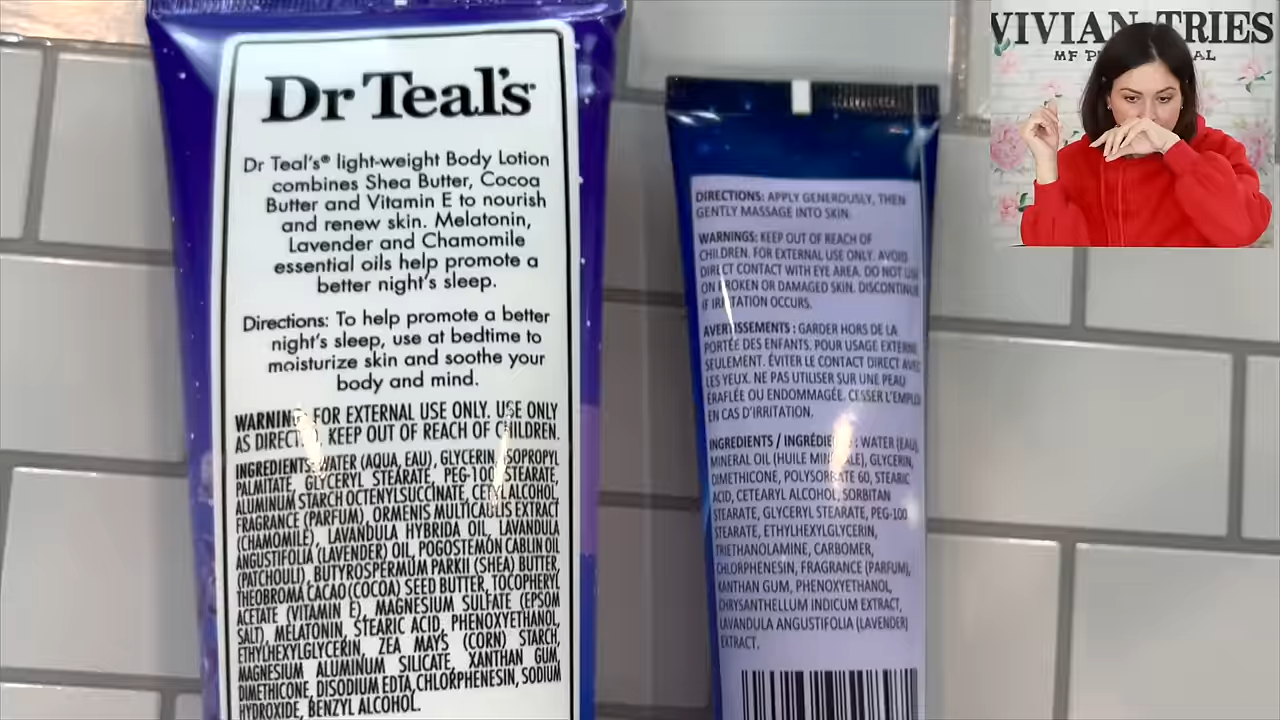 Dr Teal's
Dr Teal's® light-weight Body Lotion
combines Shea Butter, Cocoa
Butter and Vitamin E to nourish
and renew skin. Melatonin,
Lavender and Chamomile
essential oils help promote a
better night's sleep.
Directions: To help promote a better
night's sleep, use at bedtime to
moisturize skin and soothe your
body and mind.
WARNING: FOR EXTERNAL USE ONLY. USE ONLY
AS DIRECTED, KEEP OUT OF REACH OF CHILDREN.
INGREDIENTS: WATER (AQUA, EAU), GLYCERIN, ISOPROPYL
PALMITATE, GLYCERYL STEARATE, PEG-100 STEARATE,
ALUMINUM STARCH OCTENYLSUCCINATE, CETYL ALCOHOL,
FRAGRANCE (PARFUM), ORMENIS MULTICAULIS EXTRACT
(CHAMOMILE), LAVANDULA HYBRIDA OIL, LAVANDULA
ANGUSTIFOLIA (LAVENDER) OIL, POGOSTEMON CABLIN OIL
(PATCHOULI), BUTYROSPERMUM PARKII (SHEA) BUTTER,
THEOBROMA CACAO (COCOA) SEED BUTTER, TOCOPHERYL
ACETATE (VITAMIN E), MAGNESIUM SULFATE (EPSOM
SALT), MELATONIN, STEARIC ACID, PHENOXYETHANOL,
ETHYLHEXYLGLYCERIN, ZEA MAYS (CORN) STARCH,
MAGNESIUM ALUMINUM SILICATE, XANTHAN GUM,
DIMETHICONE, DISODIUM EDTA, CHLORPHENESIN, SODIUM
HYDROXIDE, BENZYL ALCOHOL.
DIRECTIONS: APPLY GENEROUSLY, THEN
GENTLY MASSAGE INTO SKIN.
WARNINGS: KEEP OUT OF REACH OF
CHILDREN. FOR EXTERNAL USE ONLY. AVOID
DIRECT CONTACT WITH EYE AREA. DO NOT USE
ON BROKEN OR DAMAGED SKIN. DISCONTINUE
IF IRRITATION OCCURS.
AVERTISSEMENTS : GARDER HORS DE LA
PORTÉE DES ENFANTS. POUR USAGE EXTERNE
SEULEMENT. ÉVITER LE CONTACT DIRECT AVEC
LES YEUX. NE PAS UTILISER SUR UNE PEAU
ÉRAFLÉE OU ENDOMMAGÉE. CESSER L'EMPLOI
EN CAS D'IRRITATION.
INGREDIENTS / INGRÉDIENTS : WATER (EAU),
MINERAL OIL (HUILE MINÉRALE), GLYCERIN,
DIMETHICONE, POLYSORBATE 60, STEARIC
ACID, CETEARYL ALCOHOL, SORBITAN
STEARATE, GLYCERYL STEARATE, PEG-100
STEARATE, ETHYLHEXYLGLYCERIN,
TRIETHANOLAMINE, CARBOMER,
CHLORPHENESIN, FRAGRANCE (PARFUM),
XANTHAN GUM, PHENOXYETHANOL,
CHRYSANTHELLUM INDICUM EXTRACT,
LAVANDULA ANGUSTIFOLIA (LAVENDER)
EXTRACT.
VIVIAN TRIES
MF